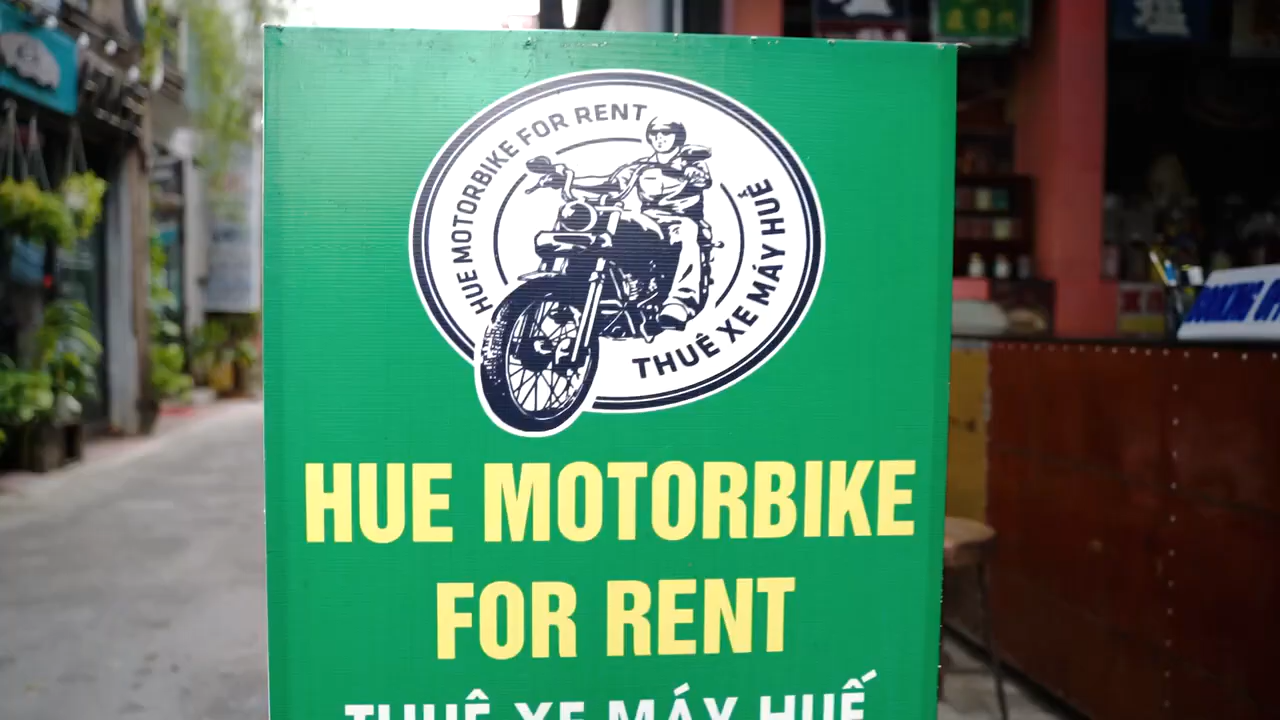 HUE MOTORBIKE FOR RENT
THUÊ XE MÁY HUẾ
HUE MOTORBIKE
FOR RENT
THUÊ XE MÁY HUẾ